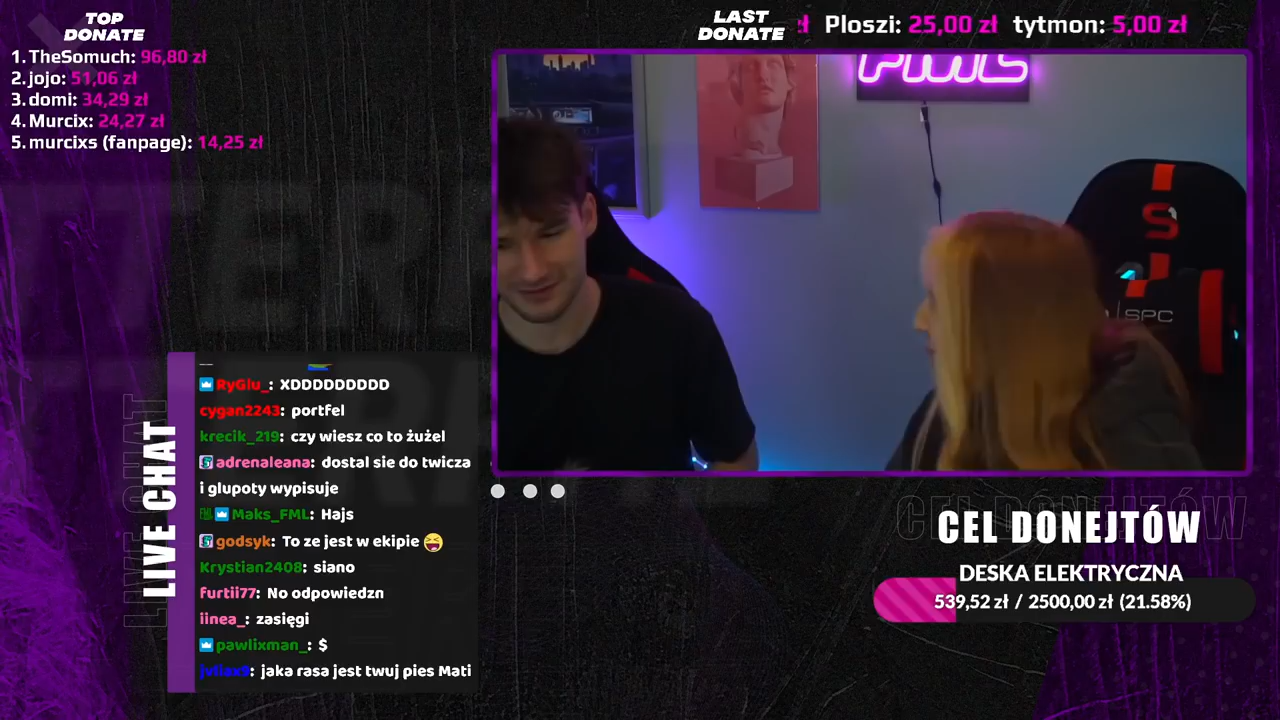 TOP
DONATE
1. TheSomuch: 96,80 zł
2. jojo: 51,06 zł
3. domi: 34,29 zł
4. Murcix: 24,27 zł
5. murcixs (fanpage): 14,25 zł
LAST
DONATE
Ploszi: 25,00 zł tytmon: 5,00 zł
FML
S
SPC
LIVE CHAT
RyGlu_: XDDDDDDDDD
cygan2243: portfel
krecik_219: czy wiesz co to żużel
adrenaleana: dostal sie do twicza
i glupoty wypisuje
Maks_FML: Hajs
godsyk: To ze jest w ekipie
Krystian2408: siano
furtii77: No odpowiedzn
iinea_: zasięgi
pawlixman_: $
jvliax9: jaka rasa jest twuj pies Mati
CEL DONEJTÓW
DESKA ELEKTRYCZNA
539,52 zł / 2500,00 zł (21.58%)